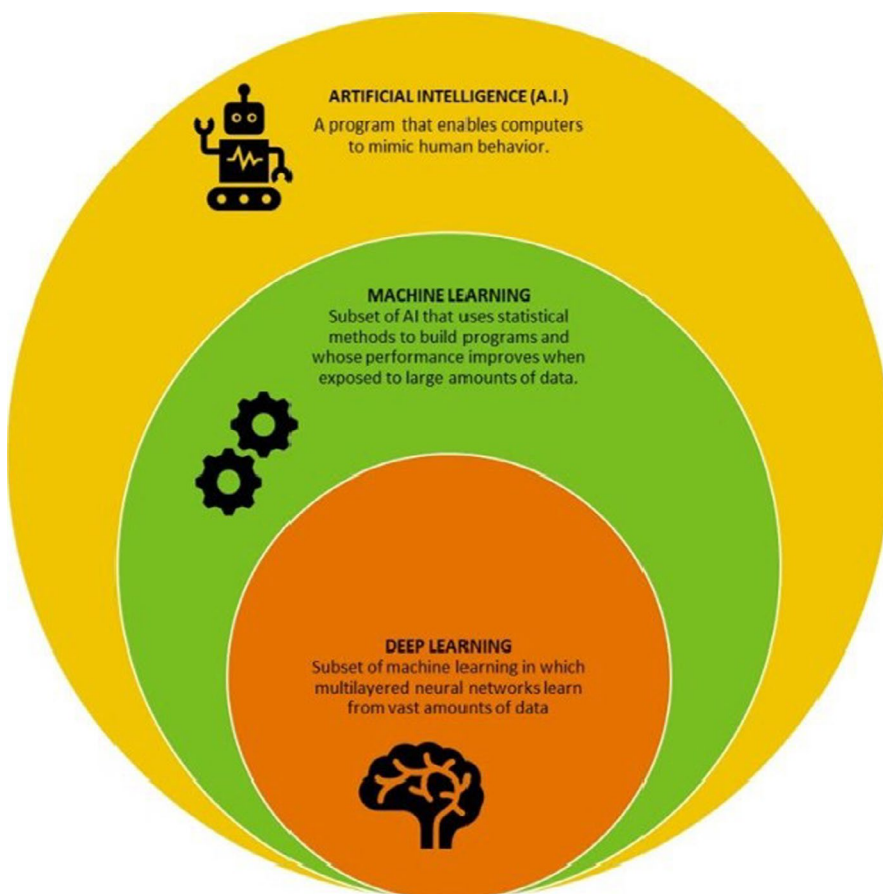 ARTIFICIAL INTELLIGENCE (A.I.)
A program that enables computers
to mimic human behavior.
MACHINE LEARNING
Subset of AI that uses statistical
methods to build programs and
whose performance improves when
exposed to large amounts of data.
DEEP LEARNING
Subset of machine learning in which
multilayered neural networks learn
from vast amounts of data